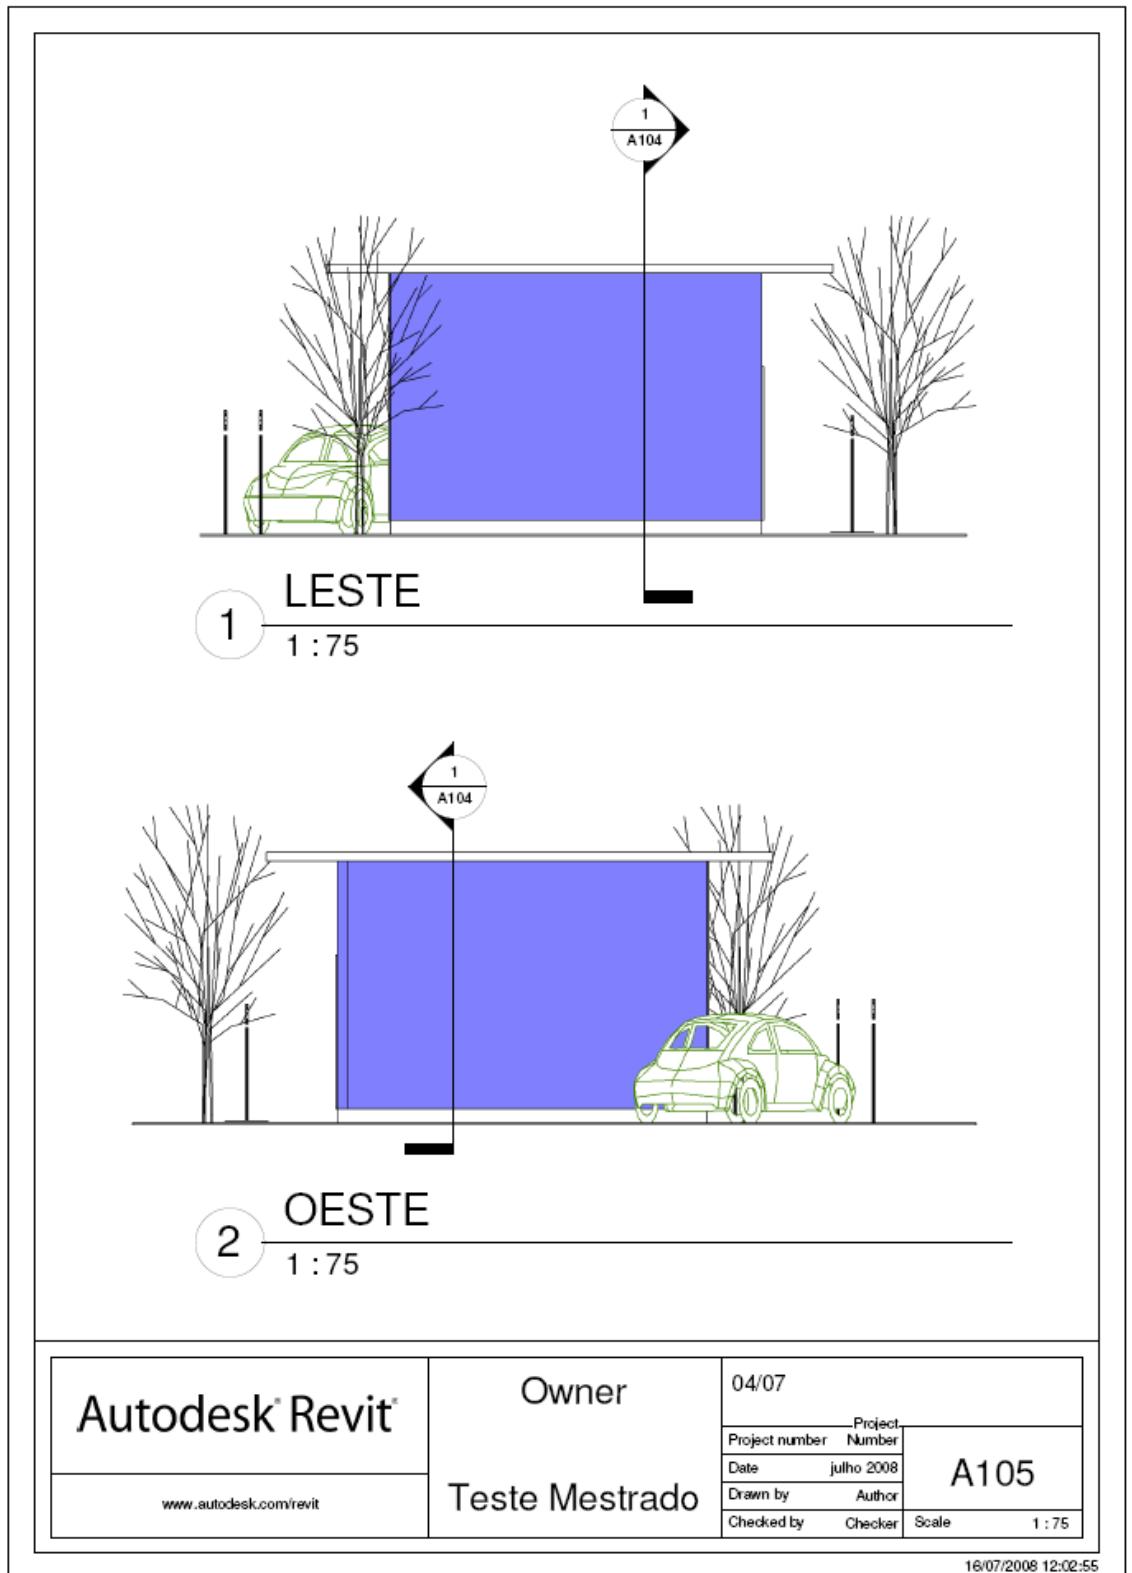 1
A104
1
LESTE
1 : 75
1
A104
2
OESTE
1 : 75
Autodesk® Revit®
www.autodesk.com/revit
Owner
Teste Mestrado
04/07
Project number Project Number
Date julho 2008
Drawn by Author
Checked by Checker
A105
Scale 1 : 75
16/07/2008 12:02:55